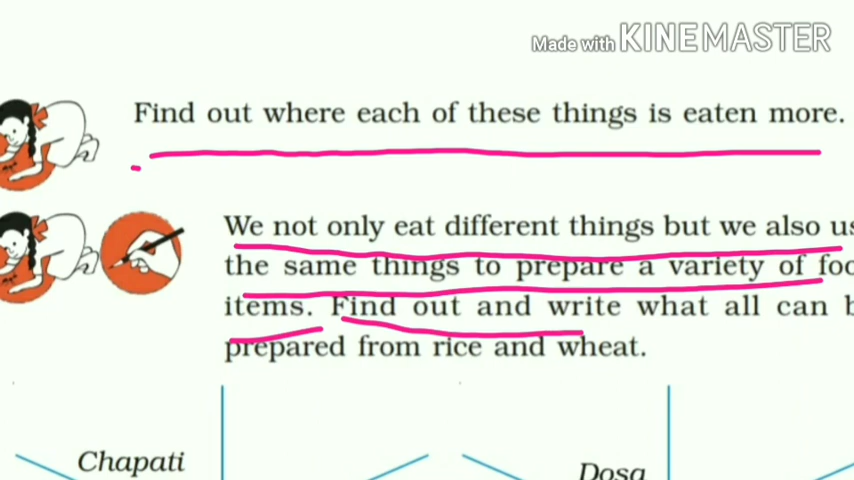 Made with KINEMASTER
Find out where each of these things is eaten more.
We not only eat different things but we also
the same things to prepare a variety of
items. Find out and write what all can
prepared from rice and wheat.
Chapati
Dosa